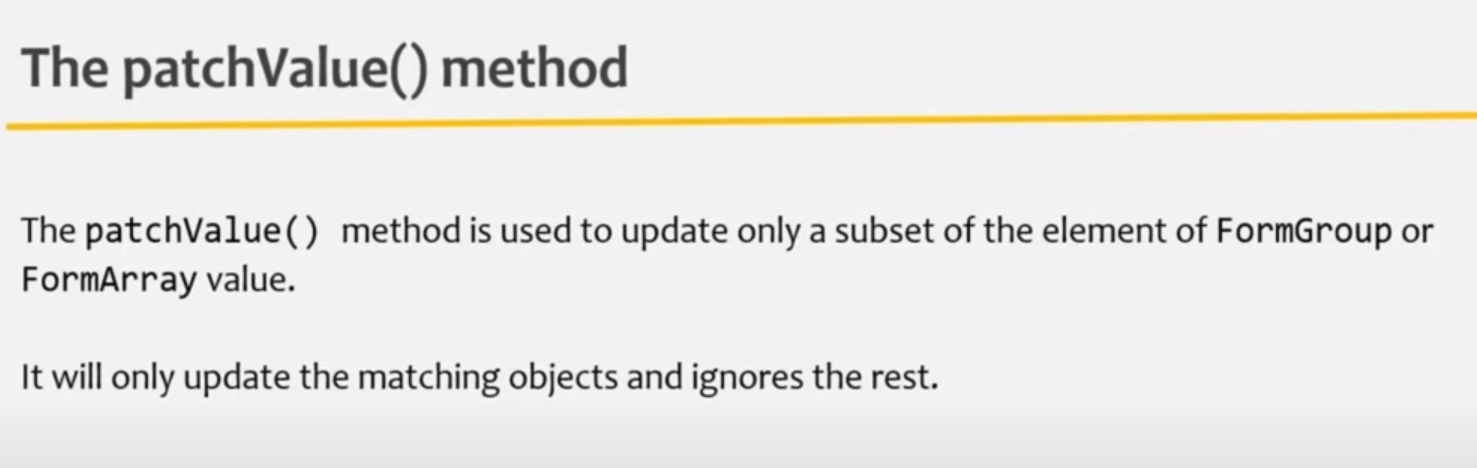 The patchValue() method
The patchValue() method is used to update only a subset of the element of FormGroup or
FormArray value.
It will only update the matching objects and ignores the rest.